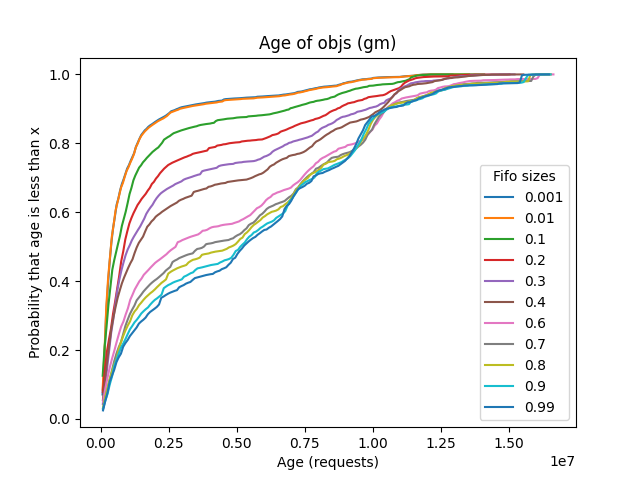 Age of objs (gm)
Probability that age is less than x
1.0
0.8
0.6
0.4
0.2
0.0
Fifo sizes
0.001
0.01
0.1
0.2
0.3
0.4
0.6
0.7
0.8
0.9
0.99
0.00 0.25 0.50 0.75 1.00 1.25 1.50
1e7
Age (requests)